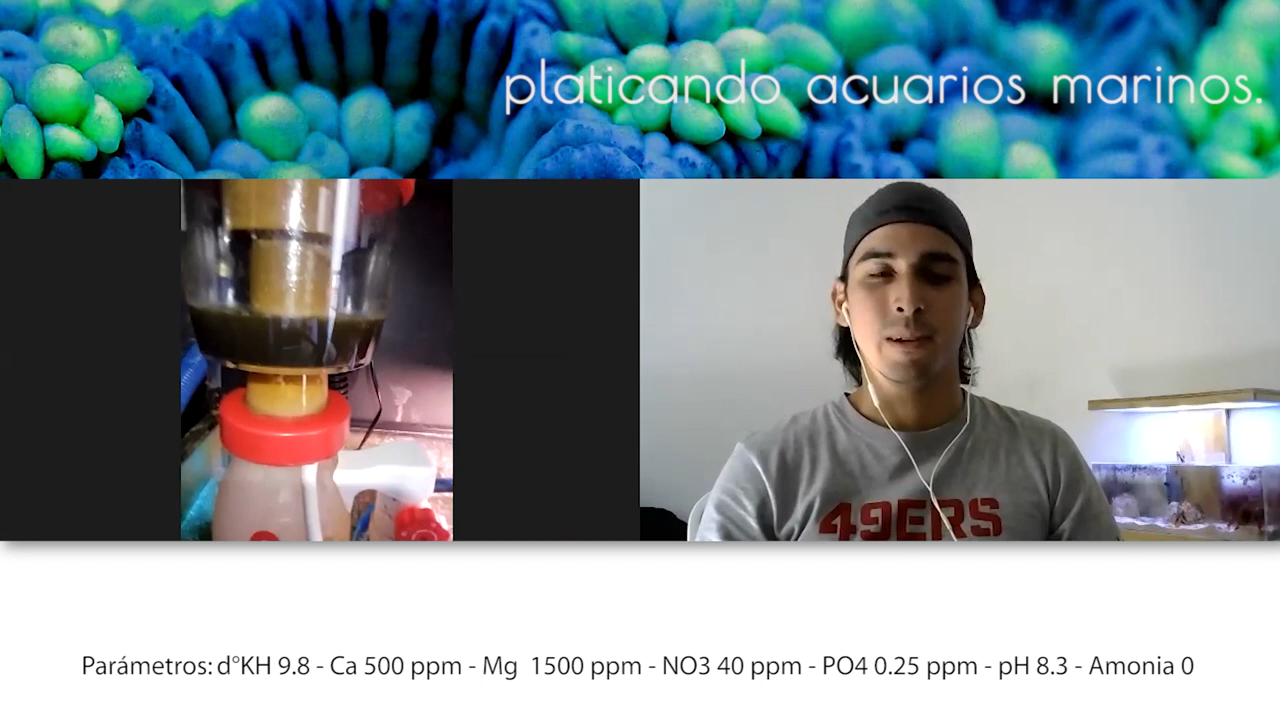 platicando acuarios marinos.
49ERS
Parámetros: d°KH 9.8 - Ca 500 ppm - Mg 1500 ppm - NO3 40 ppm - PO4 0.25 ppm - pH 8.3 - Amonia 0